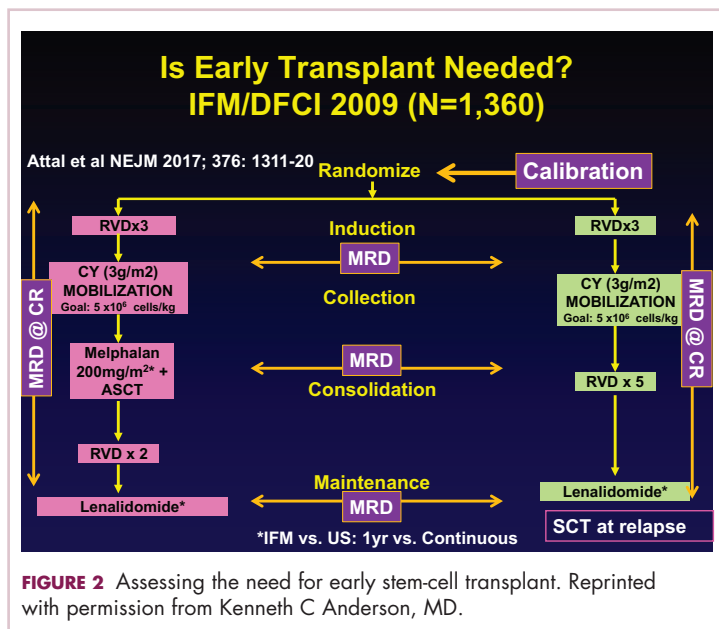 Is Early Transplant Needed?
IFM/DFCI 2009 (N=1,360)
Attal et al NEJM 2017; 376: 1311-20
Randomize
Calibration
RVDx3
Induction
RVDx3
MRD
CY (3g/m2)
MOBILIZATION
Goal: 5 x10⁶ cells/kg
Collection
CY (3g/m2)
MOBILIZATION
Goal: 5 x10⁶ cells/kg
MRD @ CR
MRD @ CR
Melphalan
200mg/m²* +
ASCT
MRD
Consolidation
RVD x 5
RVD x 2
Maintenance
Lenalidomide*
MRD
Lenalidomide*
*IFM vs. US: 1yr vs. Continuous
SCT at relapse
FIGURE 2 Assessing the need for early stem-cell transplant. Reprinted
with permission from Kenneth C Anderson, MD.